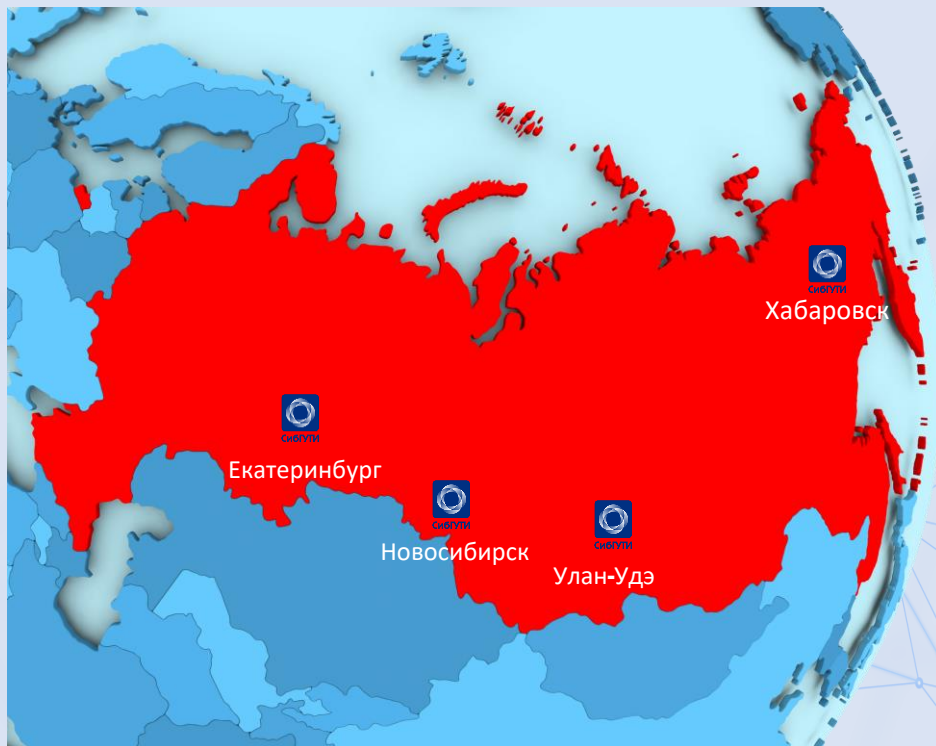 СибГУТИ
Хабаровск
СибГУТИ
Екатеринбург
СибГУТИ
Новосибирск
СибГУТИ
Улан-Удэ